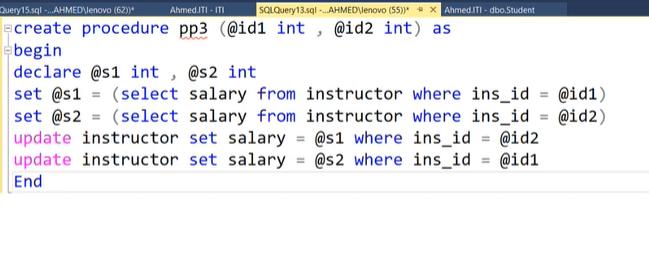 Query15.sql -...AHMED\lenovo (62))* Ahmed.ITI - ITI SQLQuery13.sql -...AHMED\lenovo (55))* Ahmed.ITI - dbo.Student
create procedure pp3 (@id1 int , @id2 int) as
begin
declare @s1 int , @s2 int
set @s1 = (select salary from instructor where ins_id = @id1)
set @s2 = (select salary from instructor where ins_id = @id2)
update instructor set salary = @s1 where ins_id = @id2
update instructor set salary = @s2 where ins_id = @id1
End